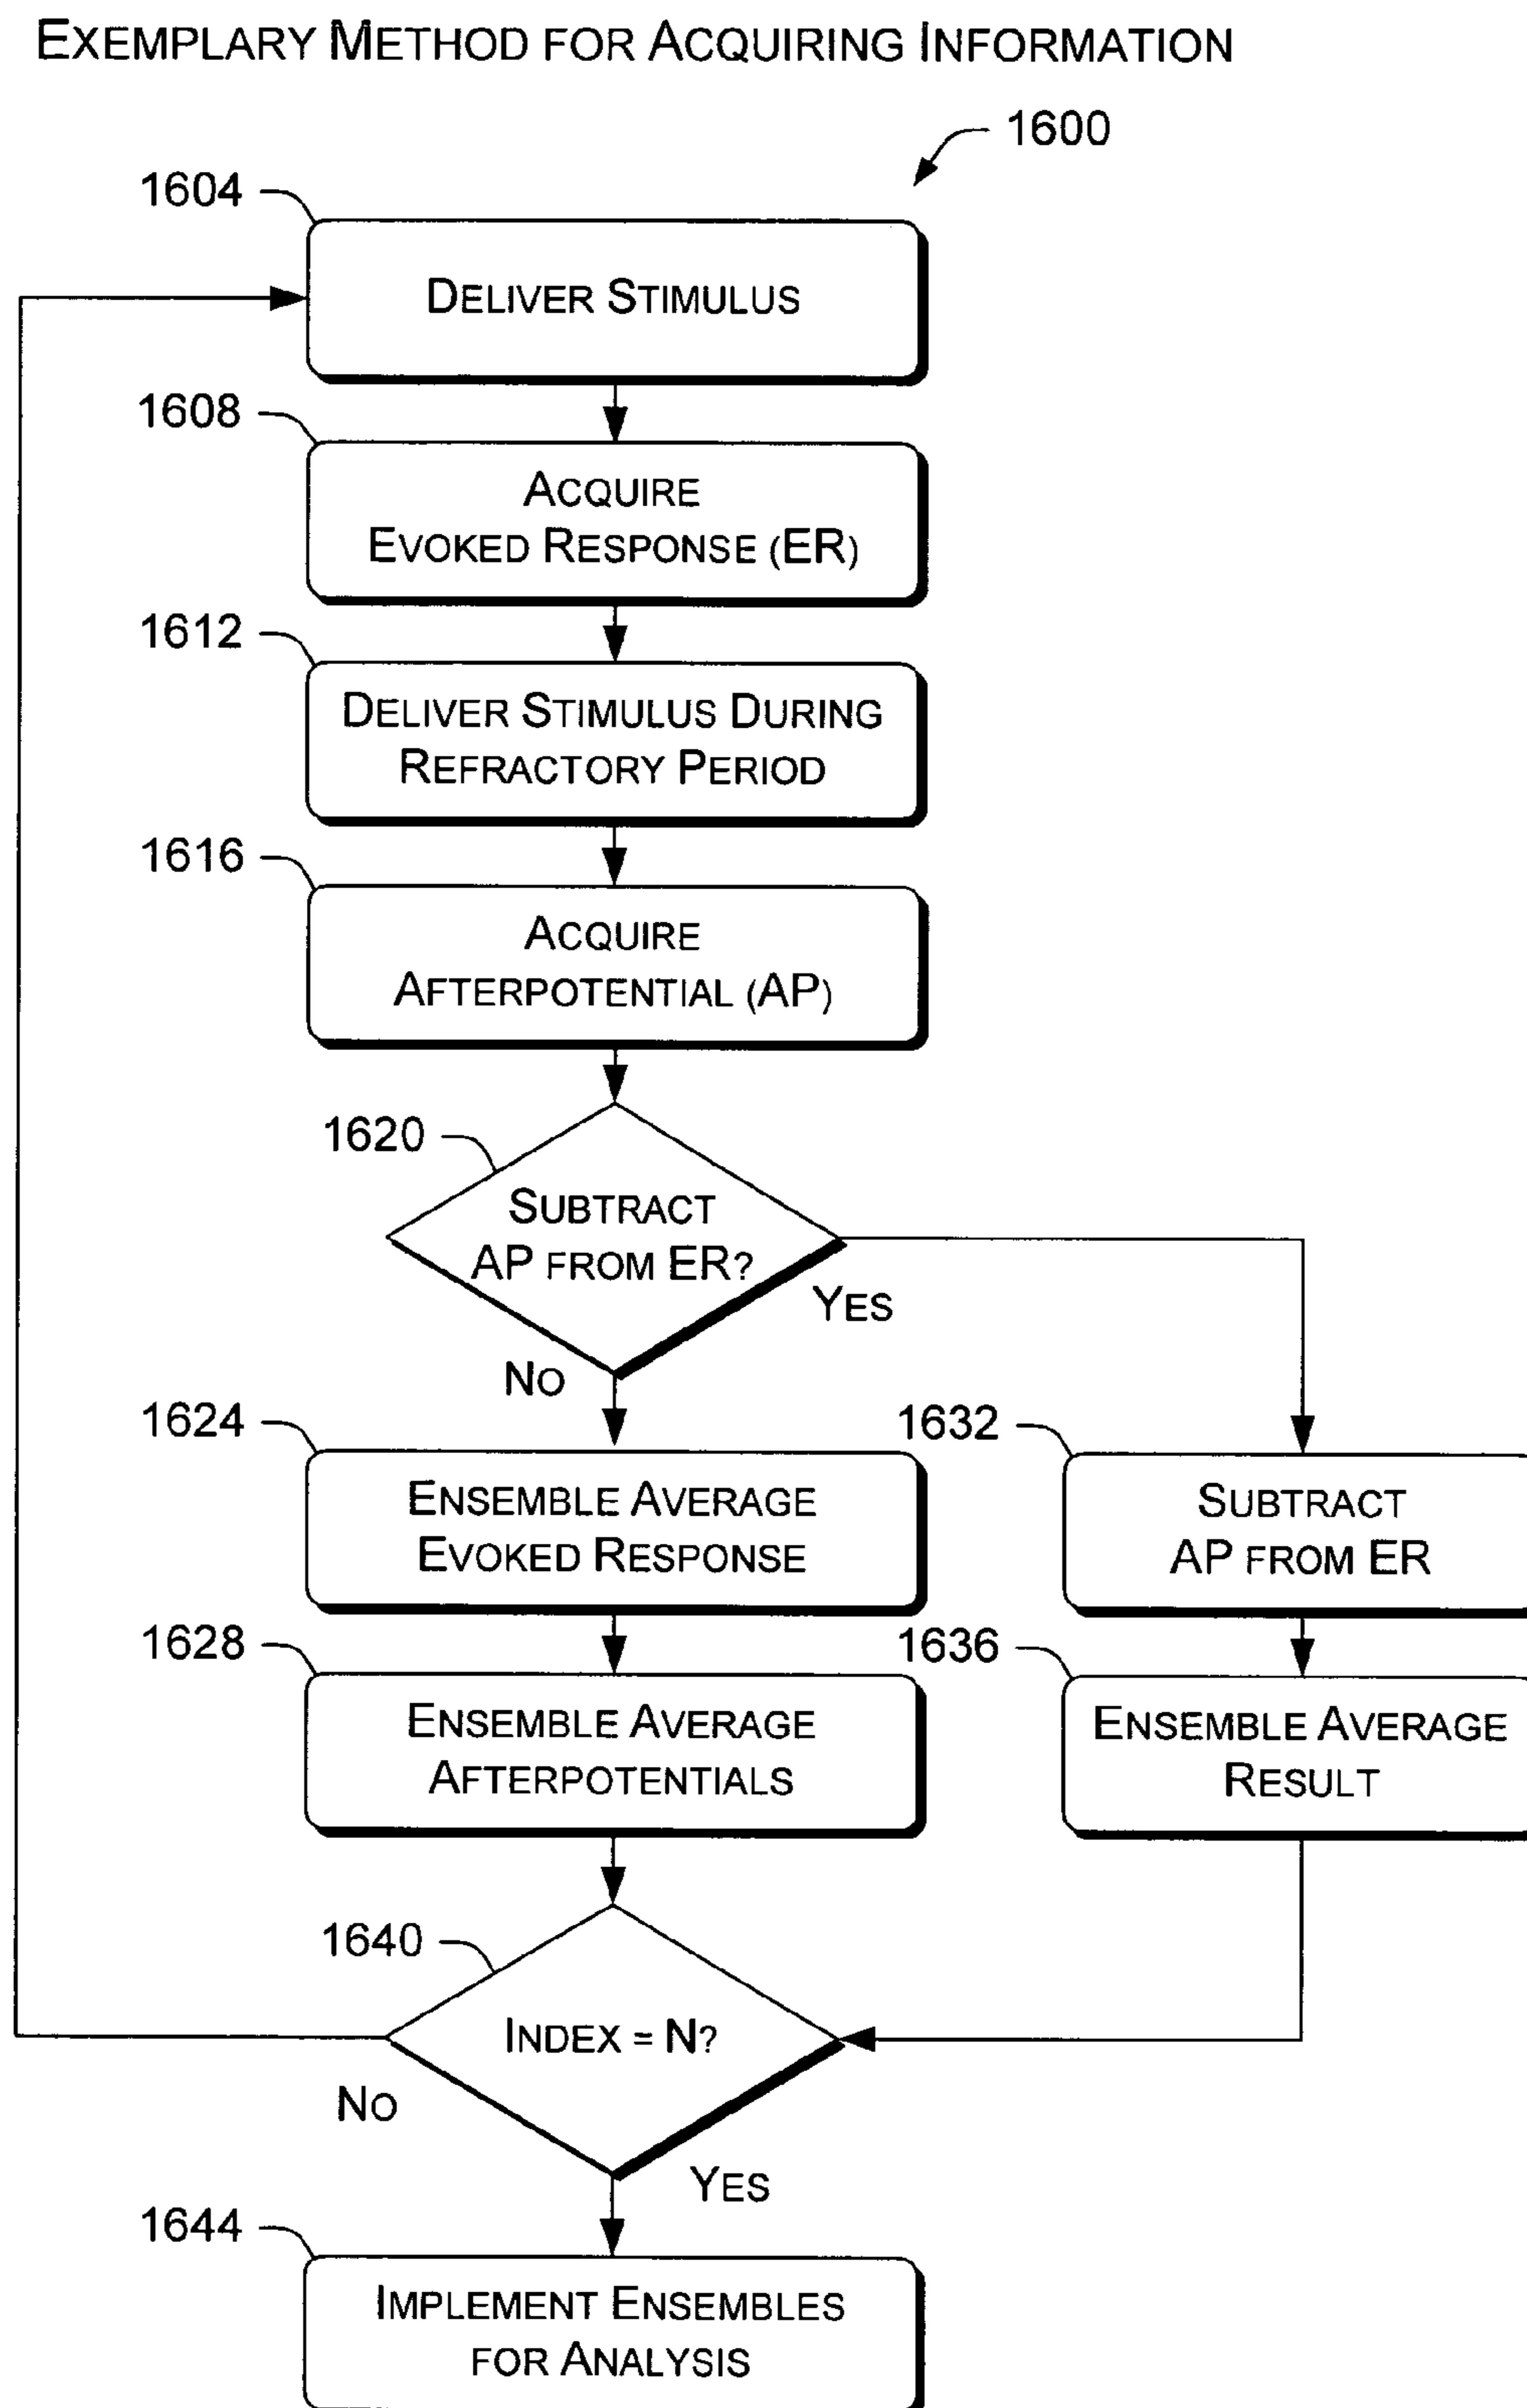 EXEMPLARY METHOD FOR ACQUIRING INFORMATION
1600
1604
DELIVER STIMULUS
1608
ACQUIRE
EVOKED RESPONSE (ER)
1612
DELIVER STIMULUS DURING
REFRACTORY PERIOD
1616
ACQUIRE
AFTERPOTENTIAL (AP)
1620
SUBTRACT
AP FROM ER?
YES
NO
1624
ENSEMBLE AVERAGE
EVOKED RESPONSE
1632
SUBTRACT
AP FROM ER
1628
ENSEMBLE AVERAGE
AFTERPOTENTIALS
1636
ENSEMBLE AVERAGE
RESULT
1640
INDEX = N?
NO
YES
1644
IMPLEMENT ENSEMBLES
FOR ANALYSIS